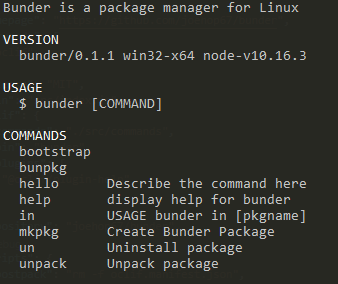 Bunder is a package manager for Linux
VERSION
bunder/0.1.1 win32-x64 node-v10.16.3
USAGE
$ bunder [COMMAND]
COMMANDS
bootstrap
bunpkg
hello Describe the command here
help display help for bunder
in USAGE bunder in [pkgname]
mkpkg Create Bunder Package
un Uninstall package
unpack Unpack package